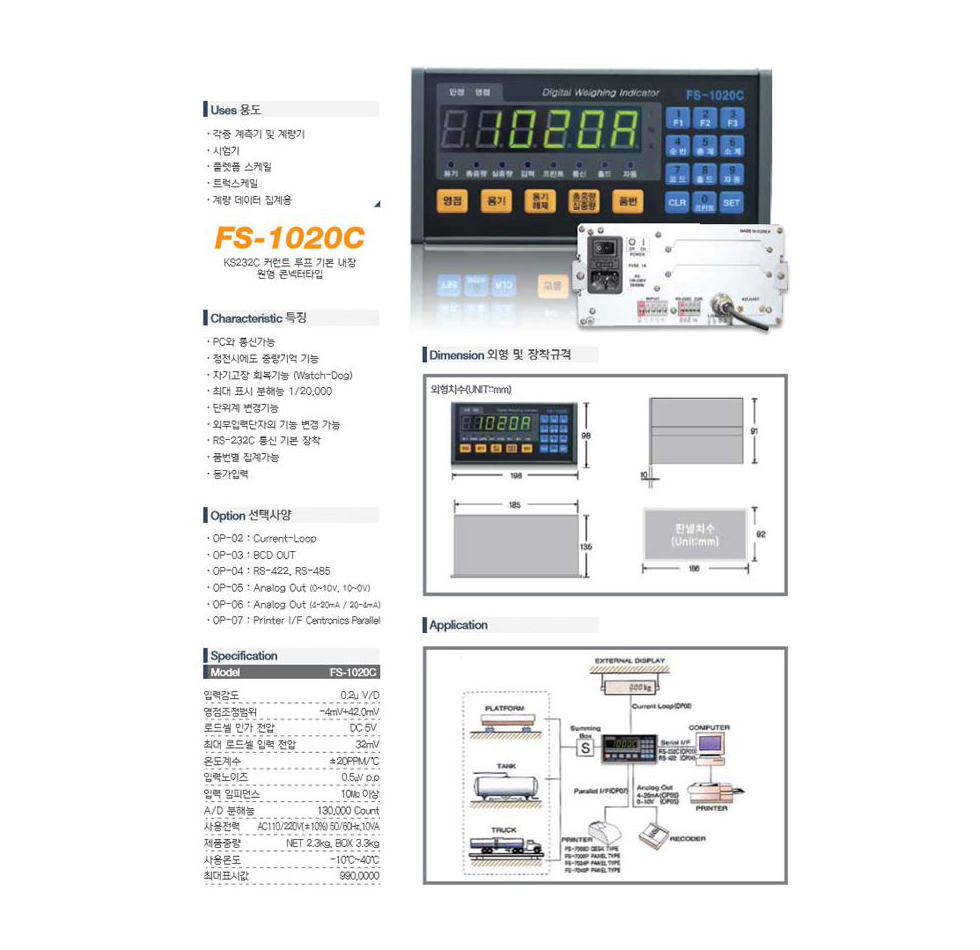 Uses 용도
· 각종 계측기 및 계량기
· 시험기
· 플렛폼 스케일
· 트럭스케일
· 계량 데이터 집계용
FS-1020C
KS232C 커런트 루프 기본 내장
원형 콘넥터타입
Characteristic 특징
· PC와 통신가능
· 정전시에도 중량기억 기능
· 자기고장 회복기능 (Watch-Dog)
· 최대 표시 분해능 1/20,000
· 단위계 변경기능
· 외부입력단자의 기능 변경 가능
· RS-232C 통신 기본 장착
· 품번별 집계가능
· 동가입력
Option 선택사양
· OP-02 : Current-Loop
· OP-03 : BCD OUT
· OP-04 : RS-422, RS-485
· OP-05 : Analog Out (0~10V, 10~0V)
· OP-06 : Analog Out (4-20mA / 20-4mA)
· OP-07 : Printer I/F Centronics Parallel
Specification
Model FS-1020C
입력감도 0.2μ V/D
영점조정범위 -4mV+42.0mV
로드셀 인가 전압 DC 5V
최대 로드셀 입력 전압 32mV
온도계수 ±20PPM/℃
입력노이즈 0.5μV p.p
입력 임피던스 10MΩ 이상
A/D 분해능 130,000 Count
사용전력 AC110/220V(±10%) 50/60Hz,10VA
제품중량 NET 2.3kg, BOX 3.3kg
사용온도 -10℃~40℃
최대표시값 990,0000
안정 영점 Digital Weighing Indicator FS-1020C
1020A
용기 총중량 실중량 입력 프린트 통신 홀드 자동
영점 용기 용기해제 총중량실중량 품번
1 F1 2 F2 3 F3
4 순번 5 총계 6 소계
7 코드 8 홀드 9 자동
CLR 0 프린트 SET
MADE IN KOREA
POWER
FUSE 1A
INPUT RS-232C CUR ADJUST
Dimension 외형 및 장착규격
외형치수(UNIT:mm)
1020A
98
198
91
10
185
135
판넬치수
(Unit:mm)
92
186
Application
EXTERNAL DISPLAY
000 kg
Current Loop(OP02)
PLATFORM
Summing
Box
S
COMPUTER
Serial I/F
RS-232C (OP01)
RS-422 (OP04)
TANK
Parallel I/F(OP07)
Analog Out
4-20mA(OP06)
0-10V (OP05)
PRINTER
TRUCK
PRINTER
RECODER
FS-7000D DESK TYPE
FS-7000P PANEL TYPE
FS-7024P PANEL TYPE
FS-7040P PANEL TYPE